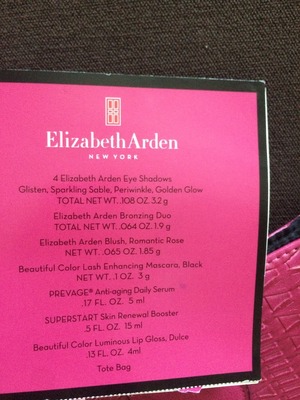 Elizabeth Arden
NEW YORK
4 Elizabeth Arden Eye Shadows
Glisten, Sparkling Sable, Periwinkle, Golden Glow
TOTAL NET WT. .108 OZ. 3.2 g
Elizabeth Arden Bronzing Duo
TOTAL NET WT. .064 OZ. 1.9 g
Elizabeth Arden Blush, Romantic Rose
NET WT. .065 OZ. 1.85 g
Beautiful Color Lash Enhancing Mascara, Black
NET WT. .1 OZ. 3 g
PREVAGE® Anti-aging Daily Serum
.17 FL. OZ. 5 ml
SUPERSTART Skin Renewal Booster
.5 FL. OZ. 15 ml
Beautiful Color Luminous Lip Gloss, Dulce
.13 FL. OZ. 4ml
Tote Bag